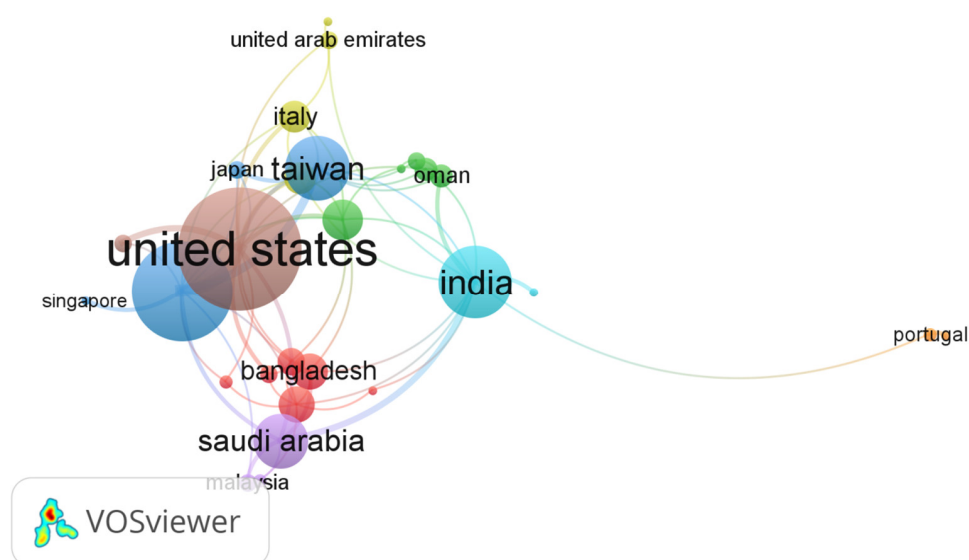 united arab emirates
italy
japan
taiwan
oman
united states
india
singapore
portugal
bangladesh
saudi arabia
malaysia
VOSviewer